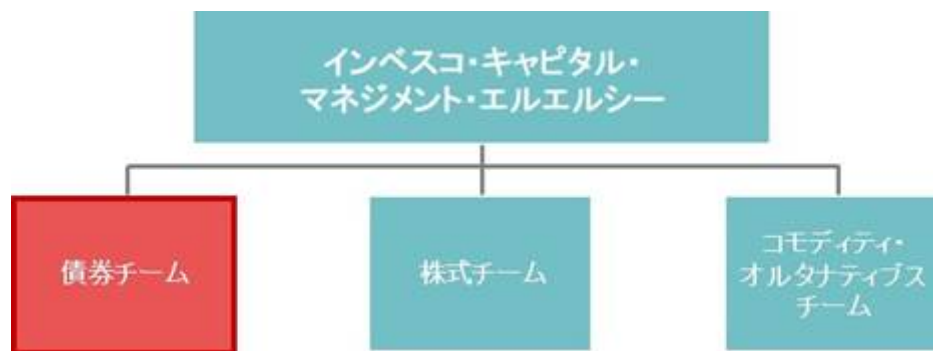 インベスコ・キャピタル・
マネジメント・エルエルシー
債券チーム
株式チーム
コモディティ・
オルタナティブス
チーム